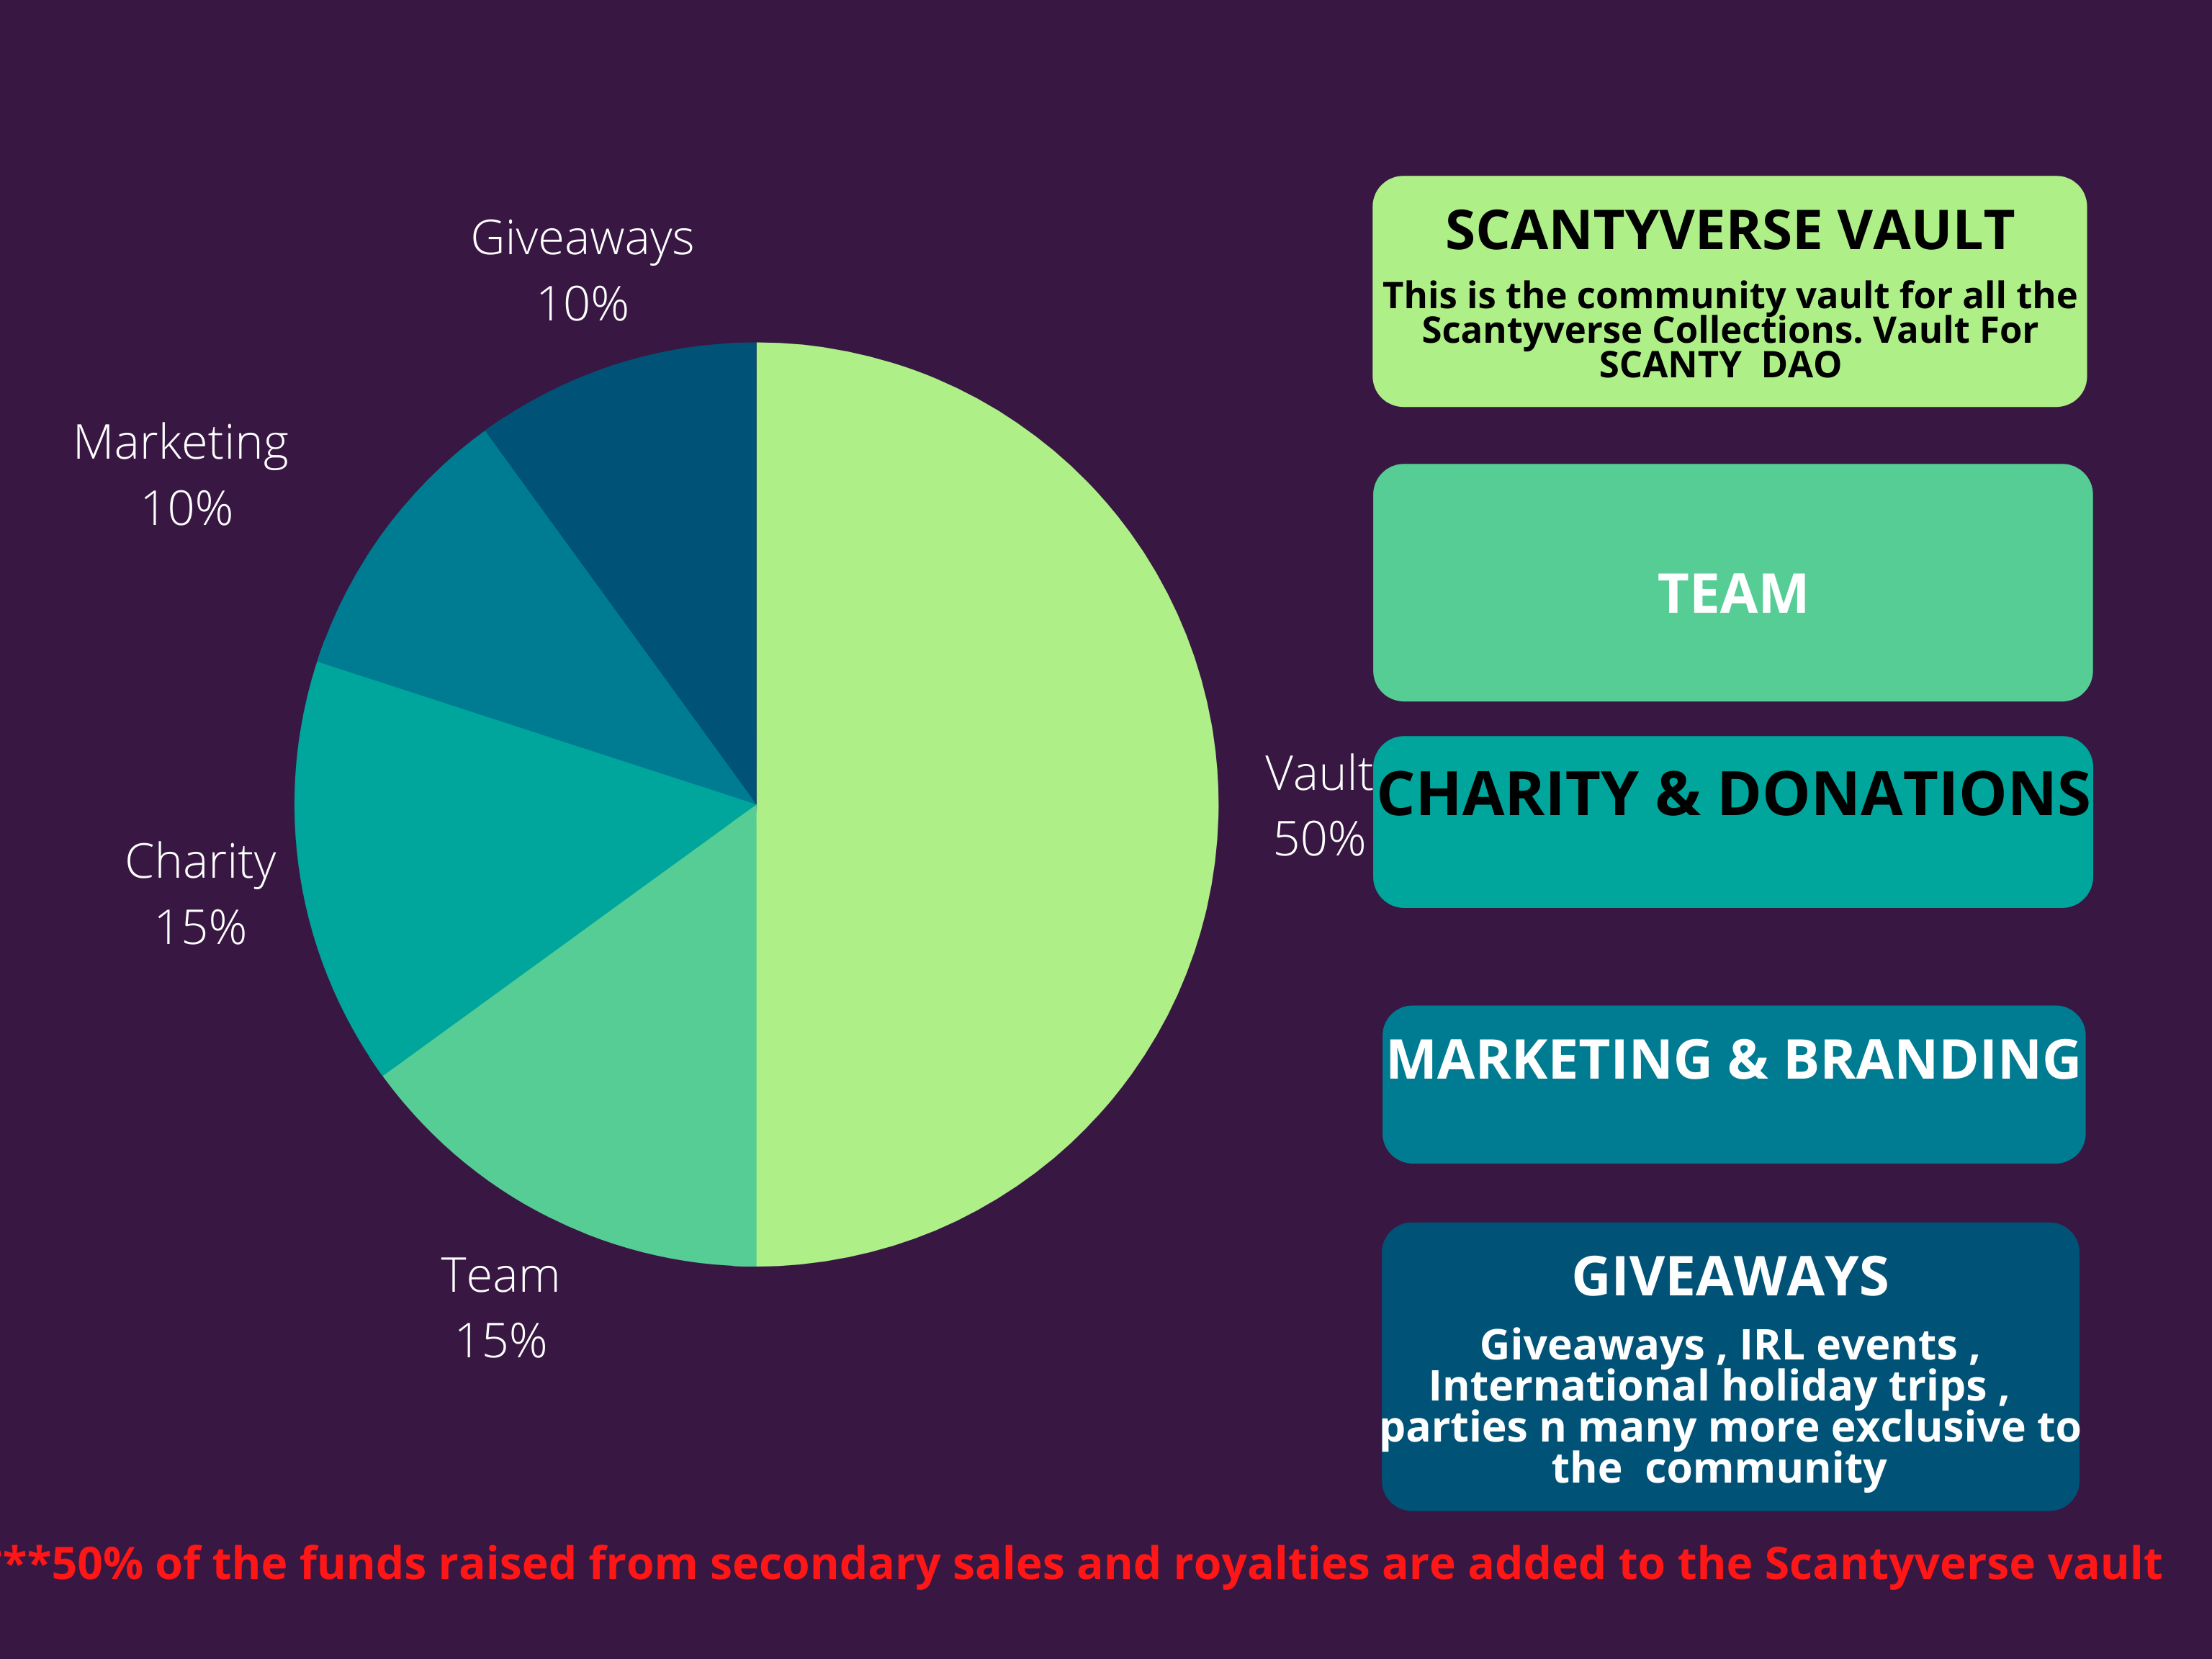 Giveaways
10%
Marketing
10%
Charity
15%
Team
15%
Vault
50%
SCANTYVERSE VAULT
This is the community vault for all the
Scantyverse Collections. Vault For
SCANTY DAO
TEAM
CHARITY & DONATIONS
MARKETING & BRANDING
GIVEAWAYS
Giveaways , IRL events ,
International holiday trips ,
parties n many more exclusive to
the community
***50% of the funds raised from secondary sales and royalties are added to the Scantyverse vault